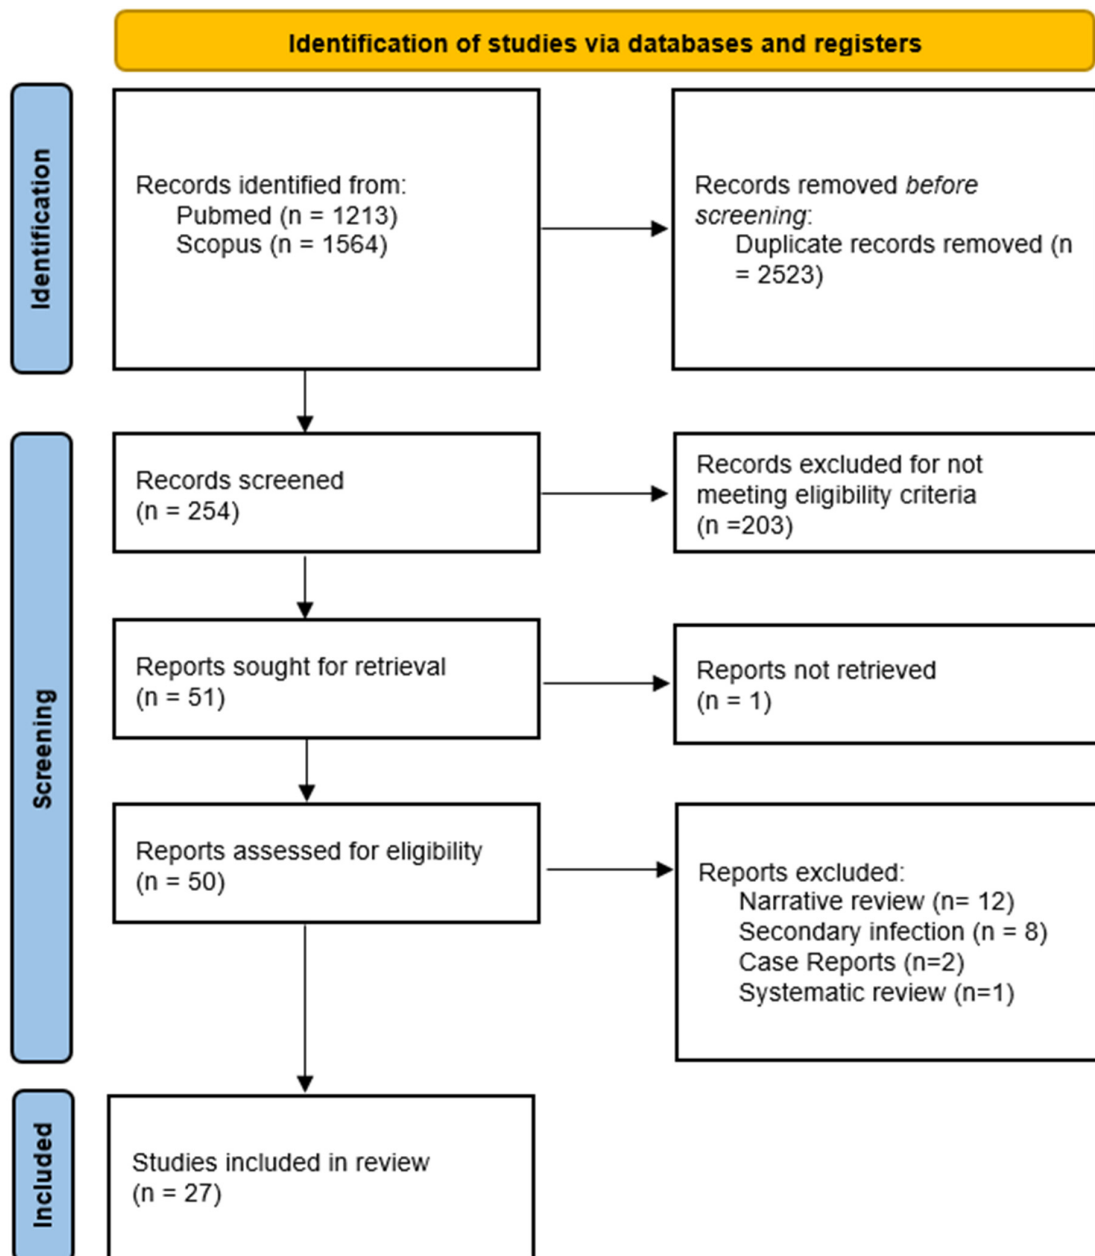 Identification of studies via databases and registers
Identification
Records identified from:
Pubmed (n = 1213)
Scopus (n = 1564)
Records removed before
screening:
Duplicate records removed (n
= 2523)
Screening
Records screened
(n = 254)
Records excluded for not
meeting eligibility criteria
(n =203)
Reports sought for retrieval
(n = 51)
Reports not retrieved
(n = 1)
Reports assessed for eligibility
(n = 50)
Reports excluded:
Narrative review (n= 12)
Secondary infection (n = 8)
Case Reports (n=2)
Systematic review (n=1)
Included
Studies included in review
(n = 27)